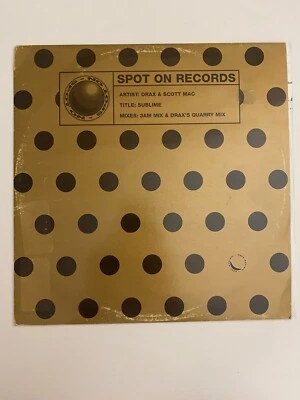 SPOT ON RECORDS
ARTIST: DRAX & SCOTT MAC
TITLE: SUBLIME
MIXES: 3AM MIX & DRAX'S QUARRY MIX